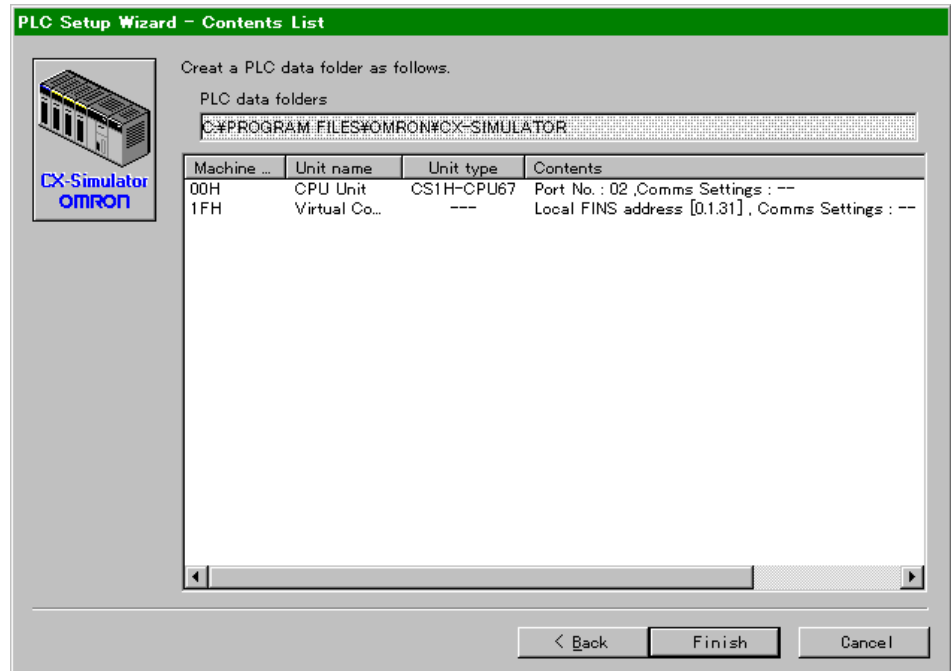 PLC Setup Wizard - Contents List
Creat a PLC data folder as follows.
PLC data folders
C:¥PROGRAM FILES¥OMRON¥CX-SIMULATOR
CX-Simulator
OMRON
Machine ... Unit name Unit type Contents
00H CPU Unit CS1H-CPU67 Port No. : 02 ,Comms Settings : --
1FH Virtual Co... --- Local FINS address [0.1.31] , Comms Settings : --
< Back Finish Cancel